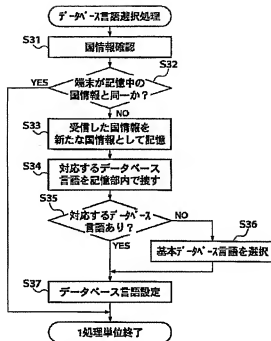 データベース言語選択処理
S31
国情報確認
S32
端末が記憶中の
国情報と同一か?
YES
NO
S33
受信した国情報を
新たな国情報として記憶
S34
対応するデータベース
言語を記憶部内で捜す
S35
対応するデータベース
言語あり?
NO
YES
S36
基本データベース言語を選択
S37
データベース言語設定
1処理単位終了